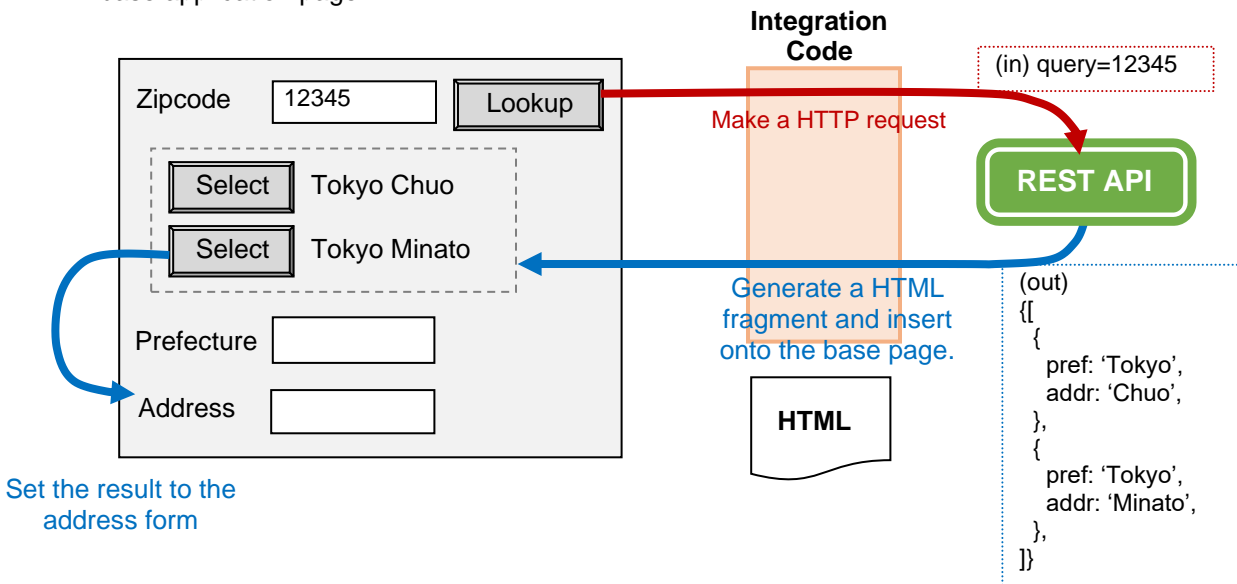 Integration
Code
(in) query=12345
Zipcode
12345
Lookup
Make a HTTP request
Select
Tokyo Chuo
REST API
Select
Tokyo Minato
Generate a HTML
fragment and insert
onto the base page.
(out)
{[
{
pref: ‘Tokyo’,
addr: ‘Chuo’,
},
{
pref: ‘Tokyo’,
addr: ‘Minato’,
},
]}
Prefecture
Address
HTML
Set the result to the
address form